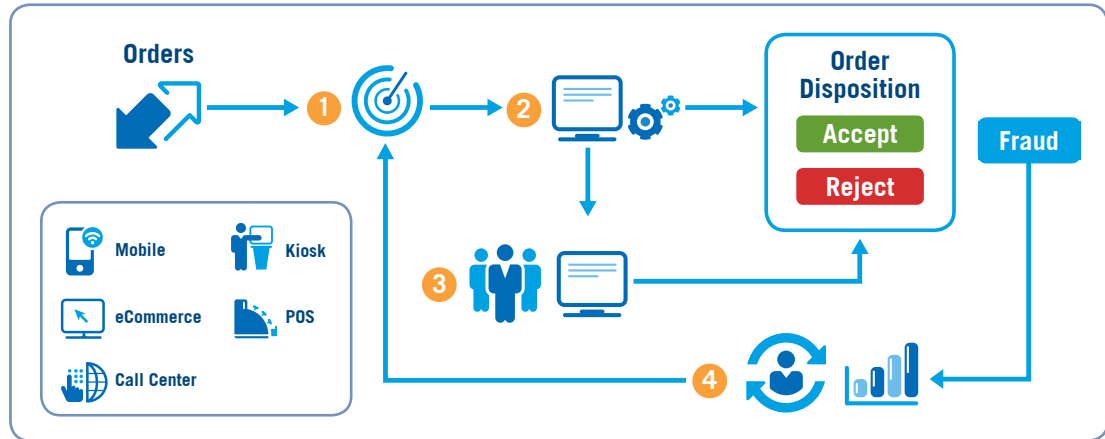 Orders
1
2
Order
Disposition
Accept
Reject
Fraud
Mobile
Kiosk
eCommerce
POS
Call Center
3
4